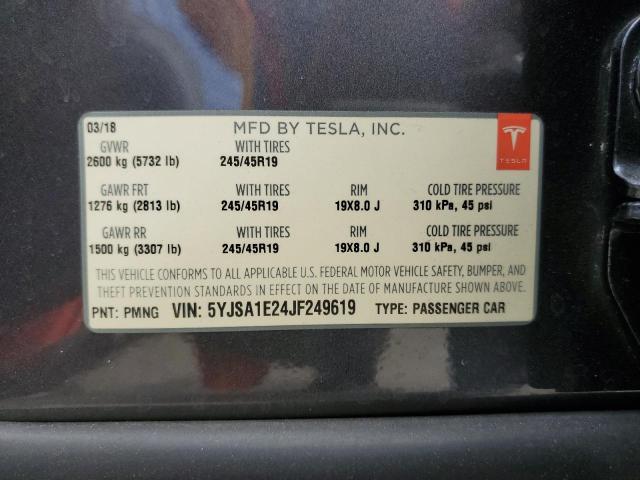 03/18 MFD BY TESLA, INC.
GVWR WITH TIRES
2600 kg (5732 lb) 245/45R19
TESLA
GAWR FRT WITH TIRES RIM COLD TIRE PRESSURE
1276 kg (2813 lb) 245/45R19 19X8.0 J 310 kPa, 45 psi
GAWR RR WITH TIRES RIM COLD TIRE PRESSURE
1500 kg (3307 lb) 245/45R19 19X8.0 J 310 kPa, 45 psi
THIS VEHICLE CONFORMS TO ALL APPLICABLE U.S. FEDERAL MOTOR VEHICLE SAFETY, BUMPER, AND
THEFT PREVENTION STANDARDS IN EFFECT ON THE DATE OF MANUFACTURE SHOWN ABOVE.
PNT: PMNG VIN: 5YJSA1E24JF249619 TYPE: PASSENGER CAR